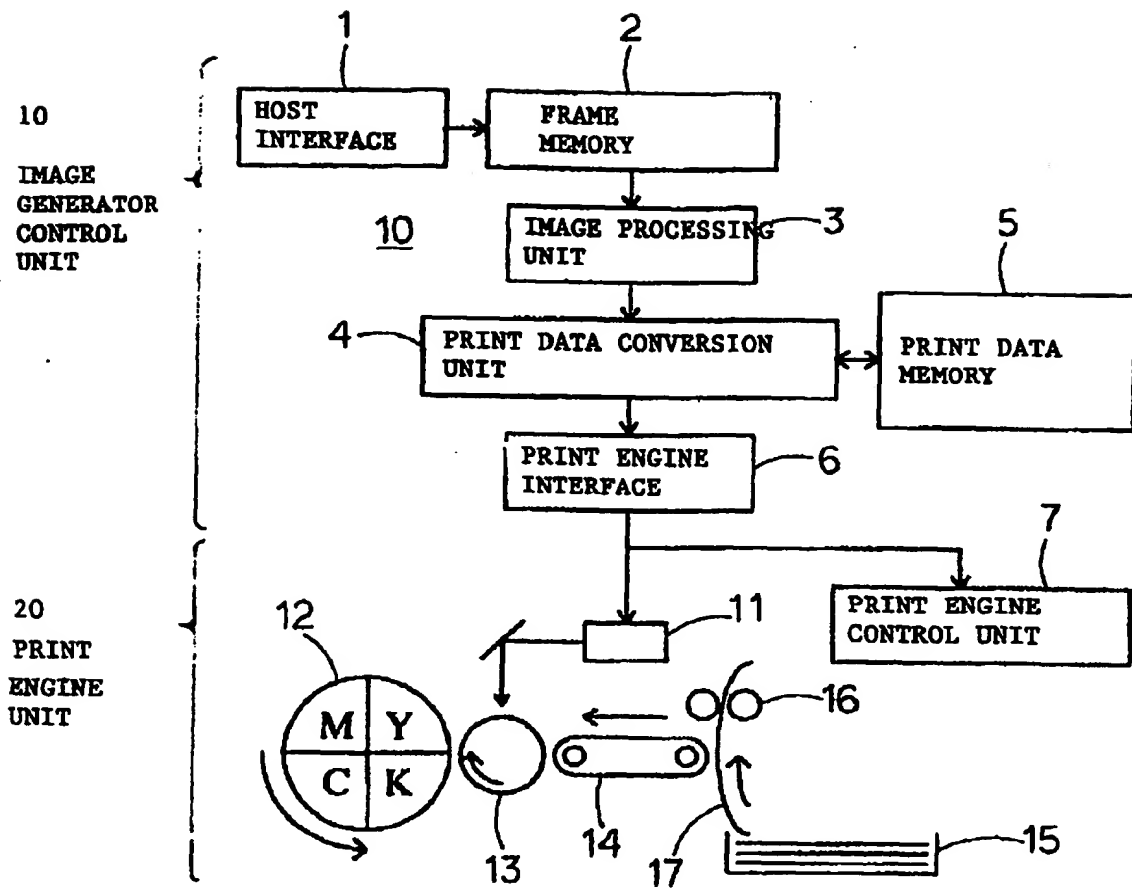 1
2
10
HOST
INTERFACE
FRAME
MEMORY
IMAGE
GENERATOR
CONTROL
UNIT
10
IMAGE PROCESSING
UNIT
3
5
4
PRINT DATA CONVERSION
UNIT
PRINT DATA
MEMORY
PRINT ENGINE
INTERFACE
6
7
20
PRINT
ENGINE
UNIT
12
11
PRINT ENGINE
CONTROL UNIT
16
M Y
C K
13
14
17
15